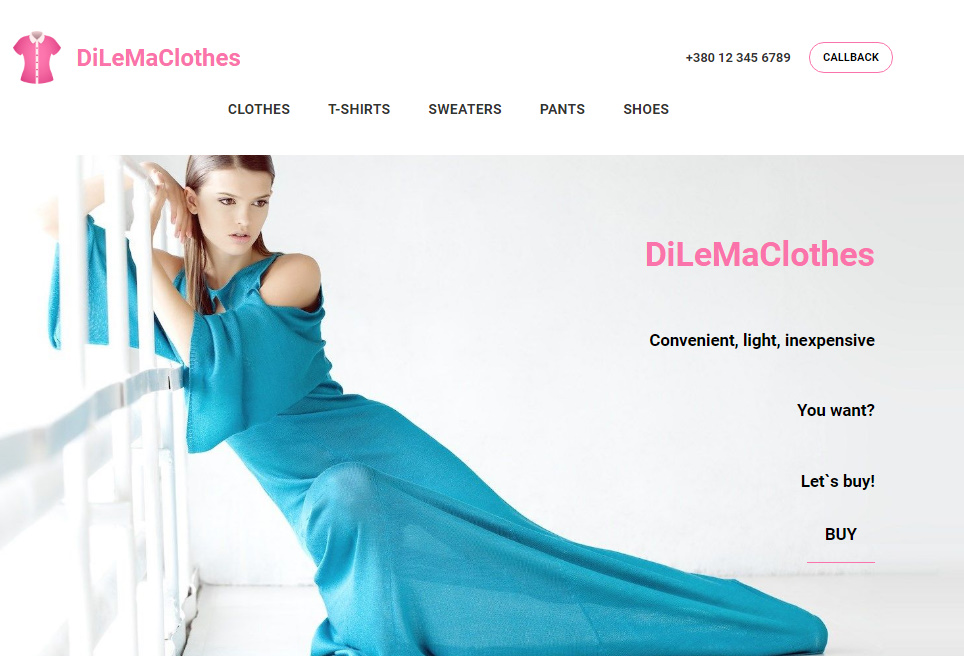 DiLeMaClothes
+380 12 345 6789
CALLBACK
CLOTHES T-SHIRTS SWEATERS PANTS SHOES
DiLeMaClothes
Convenient, light, inexpensive
You want?
Let`s buy!
BUY